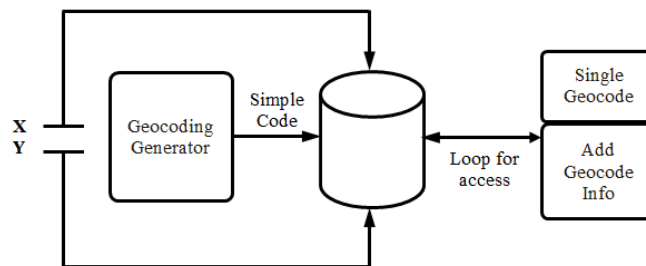 X
Y
Geocoding
Generator
Simple
Code
Loop for
access
Single
Geocode
Add
Geocode
Info